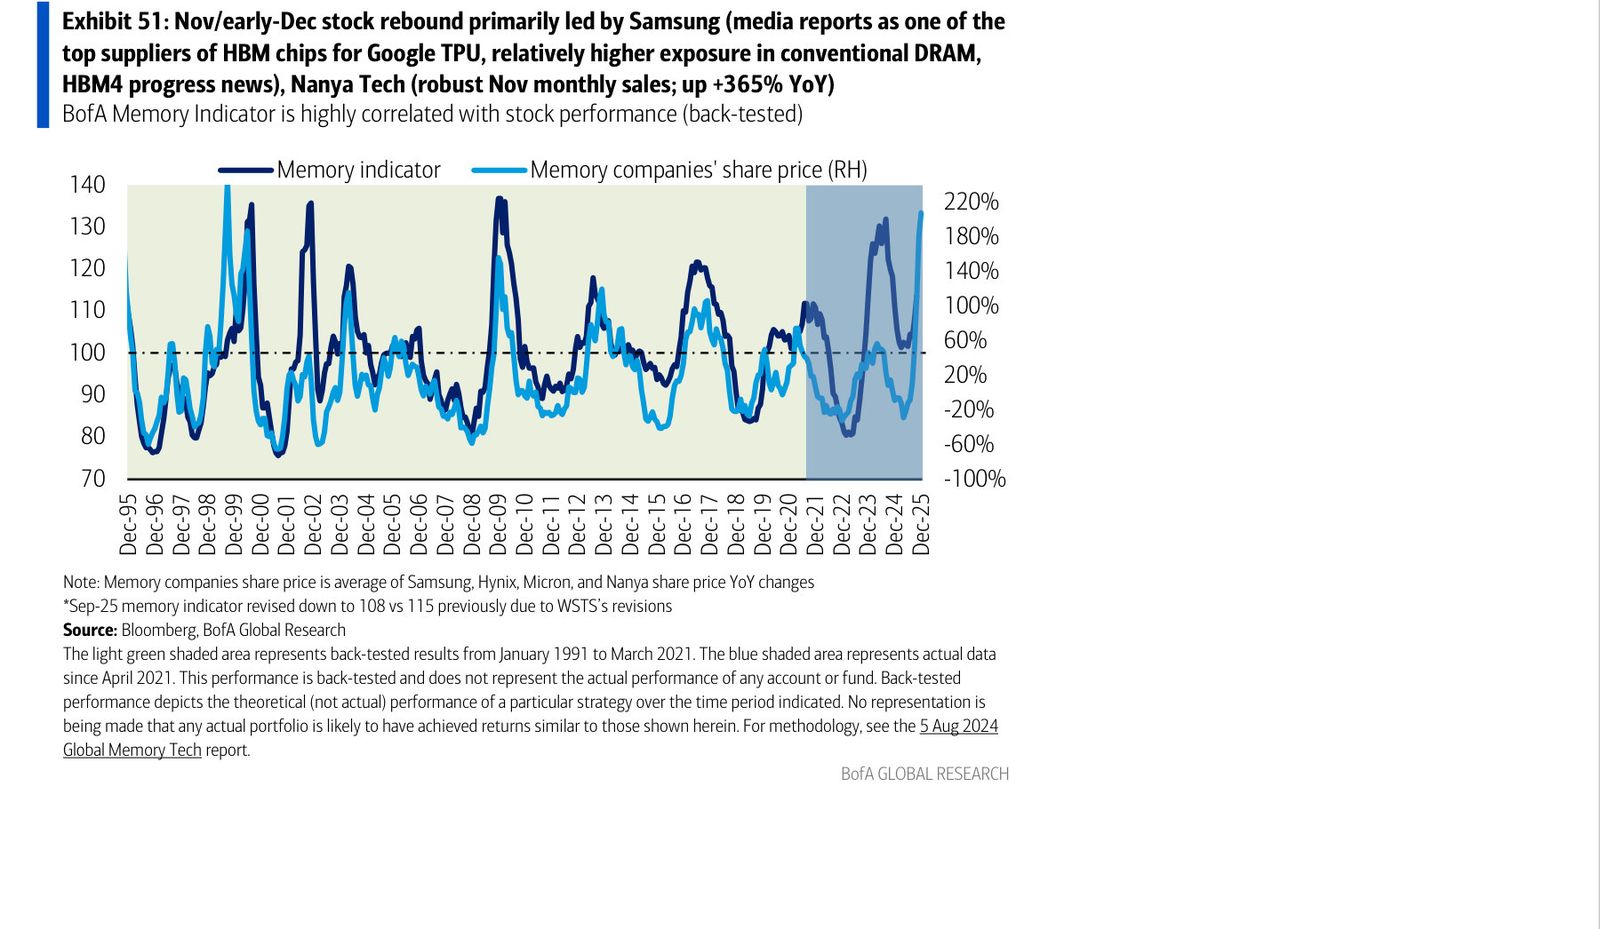 Exhibit 51: Nov/early-Dec stock rebound primarily led by Samsung (media reports as one of the
top suppliers of HBM chips for Google TPU, relatively higher exposure in conventional DRAM,
HBM4 progress news), Nanya Tech (robust Nov monthly sales; up +365% YoY)
BofA Memory Indicator is highly correlated with stock performance (back-tested)
Memory indicator
Memory companies' share price (RH)
140
130
120
110
100
90
80
70
220%
180%
140%
100%
60%
20%
-20%
-60%
-100%
Dec-95
Dec-96
Dec-97
Dec-98
Dec-99
Dec-00
Dec-01
Dec-02
Dec-03
Dec-04
Dec-05
Dec-06
Dec-07
Dec-08
Dec-09
Dec-10
Dec-11
Dec-12
Dec-13
Dec-14
Dec-15
Dec-16
Dec-17
Dec-18
Dec-19
Dec-20
Dec-21
Dec-22
Dec-23
Dec-24
Dec-25
Note: Memory companies share price is average of Samsung, Hynix, Micron, and Nanya share price YoY changes
*Sep-25 memory indicator revised down to 108 vs 115 previously due to WSTS's revisions
Source: Bloomberg, BofA Global Research
The light green shaded area represents back-tested results from January 1991 to March 2021. The blue shaded area represents actual data
since April 2021. This performance is back-tested and does not represent the actual performance of any account or fund. Back-tested
performance depicts the theoretical (not actual) performance of a particular strategy over the time period indicated. No representation is
being made that any actual portfolio is likely to have achieved returns similar to those shown herein. For methodology, see the 5 Aug 2024
Global Memory Tech report.
BofA GLOBAL RESEARCH